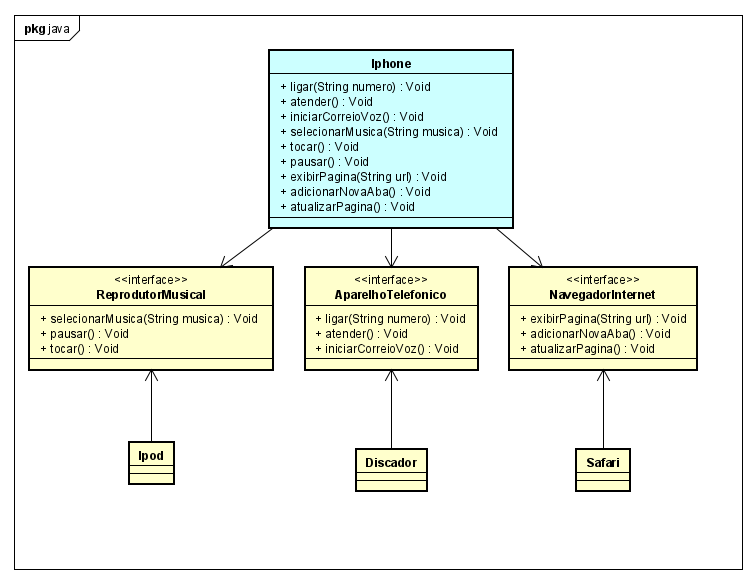 pkg java
Iphone
+ ligar(String numero) : Void
+ atender() : Void
+ iniciarCorreioVoz() : Void
+ selecionarMusica(String musica) : Void
+ tocar() : Void
+ pausar() : Void
+ exibirPagina(String url) : Void
+ adicionarNovaAba() : Void
+ atualizarPagina() : Void
<<interface>>
ReprodutorMusical
+ selecionarMusica(String musica) : Void
+ pausar() : Void
+ tocar() : Void
<<interface>>
AparelhoTelefonico
+ ligar(String numero) : Void
+ atender() : Void
+ iniciarCorreioVoz() : Void
<<interface>>
NavegadorInternet
+ exibirPagina(String url) : Void
+ adicionarNovaAba() : Void
+ atualizarPagina() : Void
Ipod
Discador
Safari